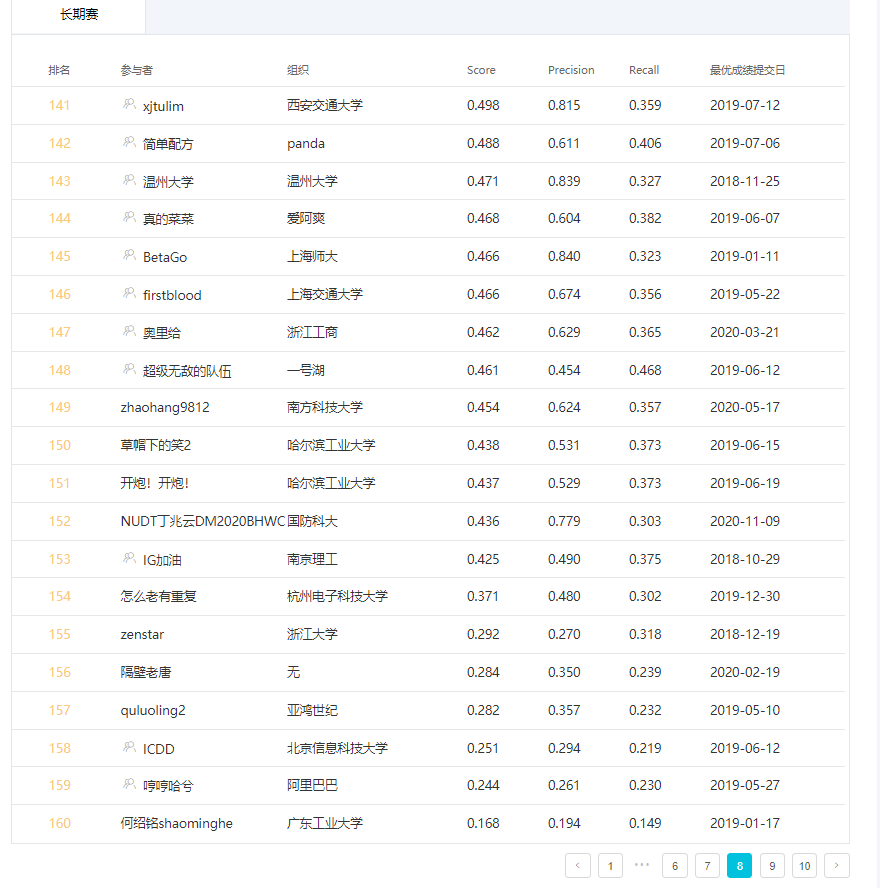 长期赛
排名 参与者 组织 Score Precision Recall 最优成绩提交日
141 xjtulim 西安交通大学 0.498 0.815 0.359 2019-07-12
142 简单配方 panda 0.488 0.611 0.406 2019-07-06
143 温州大学 温州大学 0.471 0.839 0.327 2018-11-25
144 真的菜菜 爱阿爽 0.468 0.604 0.382 2019-06-07
145 BetaGo 上海师大 0.466 0.840 0.323 2019-01-11
146 firstblood 上海交通大学 0.466 0.674 0.356 2019-05-22
147 奥里给 浙江工商 0.462 0.629 0.365 2020-03-21
148 超级无敌的队伍 一号湖 0.461 0.454 0.468 2019-06-12
149 zhaohang9812 南方科技大学 0.454 0.624 0.357 2020-05-17
150 草帽下的笑2 哈尔滨工业大学 0.438 0.531 0.373 2019-06-15
151 开炮！开炮！ 哈尔滨工业大学 0.437 0.529 0.373 2019-06-19
152 NUDT丁兆云DM2020BHWC 国防科大 0.436 0.779 0.303 2020-11-09
153 IG加油 南京理工 0.425 0.490 0.375 2018-10-29
154 怎么老有重复 杭州电子科技大学 0.371 0.480 0.302 2019-12-30
155 zenstar 浙江大学 0.292 0.270 0.318 2018-12-19
156 隔壁老唐 无 0.284 0.350 0.239 2020-02-19
157 quluoling2 亚鸿世纪 0.282 0.357 0.232 2019-05-10
158 ICDD 北京信息科技大学 0.251 0.294 0.219 2019-06-12
159 哼哼哈兮 阿里巴巴 0.244 0.261 0.230 2019-05-27
160 何绍铭shaominghe 广东工业大学 0.168 0.194 0.149 2019-01-17
‹ 1 ••• 6 7 8 9 10 ›